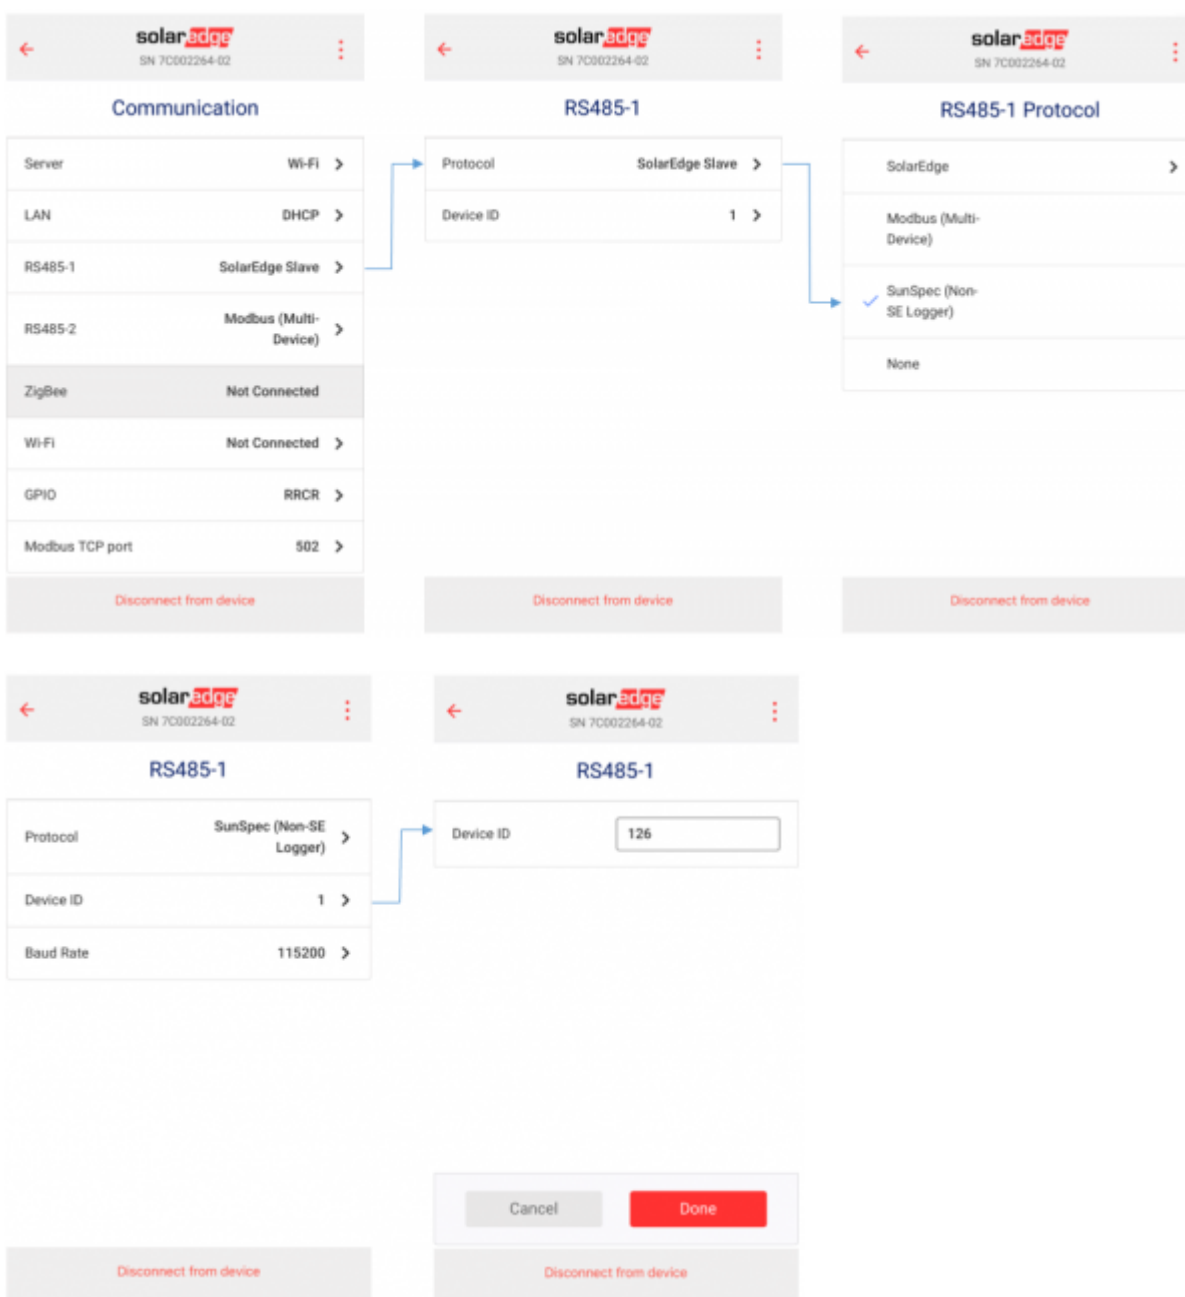 solaredge
SN 7C002264-02
Communication
Server Wi-Fi
LAN DHCP
RS485-1 SolarEdge Slave
RS485-2 Modbus (Multi-
Device)
ZigBee Not Connected
Wi-Fi Not Connected
GPIO RRCR
Modbus TCP port 502
Disconnect from device
solaredge
SN 7C002264-02
RS485-1
Protocol SolarEdge Slave
Device ID 1
Disconnect from device
solaredge
SN 7C002264-02
RS485-1 Protocol
SolarEdge
Modbus (Multi-
Device)
SunSpec (Non-
SE Logger)
None
Disconnect from device
solaredge
SN 7C002264-02
RS485-1
Protocol SunSpec (Non-SE
Logger)
Device ID 1
Baud Rate 115200
Disconnect from device
solaredge
SN 7C002264-02
RS485-1
Device ID 126
Cancel Done
Disconnect from device